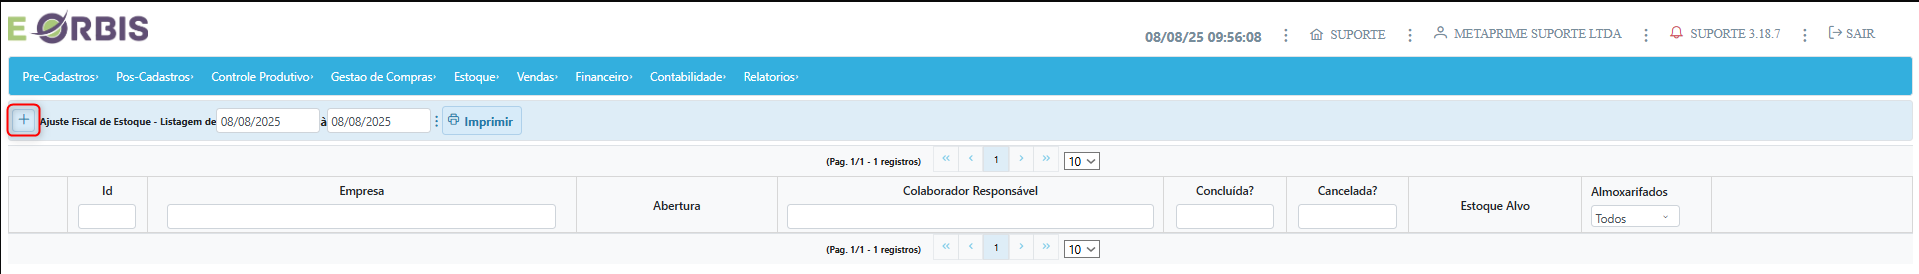 E ORBIS
08/08/25 09:56:08 SUPORTE METAPRIME SUPORTE LTDA SUPORTE 3.18.7 SAIR
Pre-Cadastros Pos-Cadastros Controle Produtivo Gestao de Compras Estoque Vendas Financeiro Contabilidade Relatorios
+ Ajuste Fiscal de Estoque - Listagem de 08/08/2025 à 08/08/2025 Imprimir
(Pag. 1/1 - 1 registros) « ‹ 1 › » 10
Id Empresa Abertura Colaborador Responsável Concluída? Cancelada? Estoque Alvo Almoxarifados
Todos
(Pag. 1/1 - 1 registros) « ‹ 1 › » 10